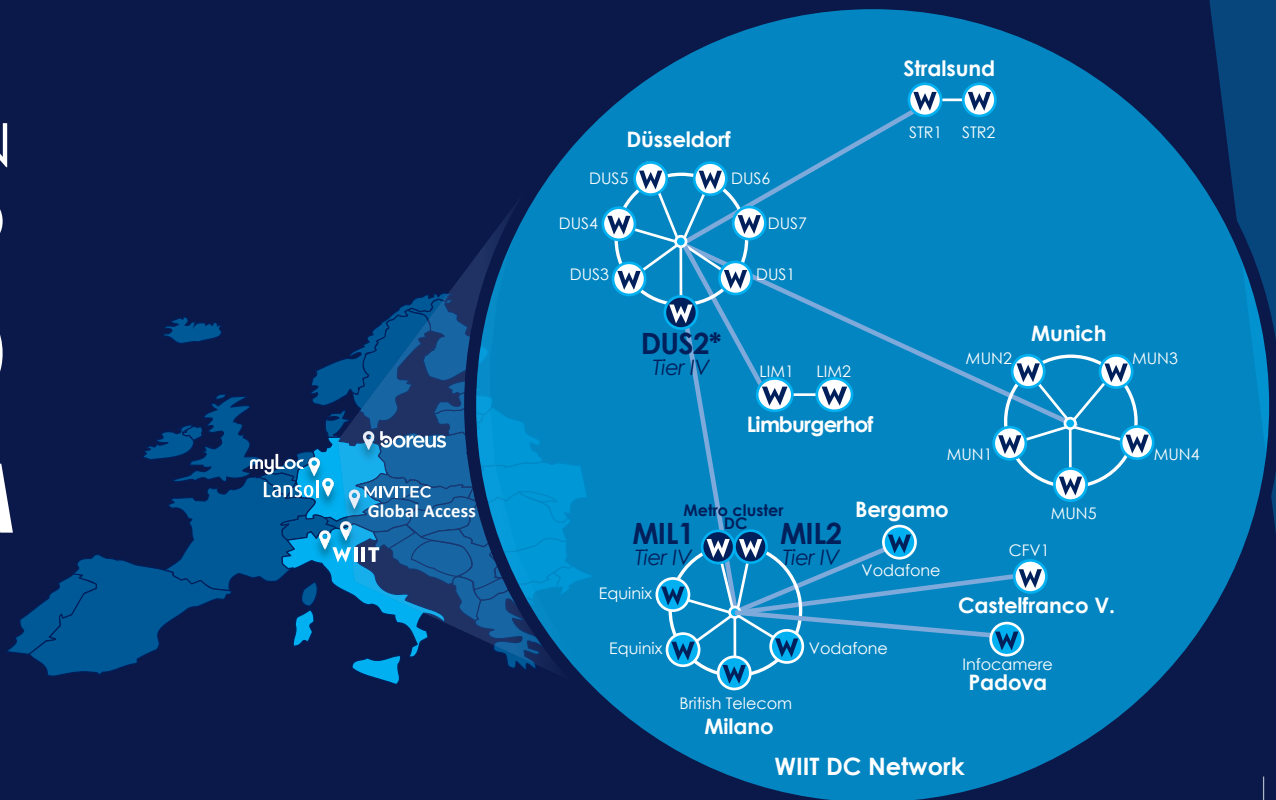 Stralsund
W W
STR1 STR2
Düsseldorf
DUS5 W W DUS6
DUS4 W W DUS7
DUS3 W W DUS1
W
DUS2*
Tier IV
LIM1 LIM2
W W
Limburgerhof
Munich
MUN2 W W MUN3
MUN1 W W MUN4
W
MUN5
boreus
myLoc
Lansol
MIVITEC
Global Access
WIIT
Metro cluster
DC
MIL1 W W MIL2
Tier IV Tier IV
Equinix W
Equinix W W Vodafone
W
British Telecom
Milano
Bergamo
W
Vodafone
CFV1
W
Castelfranco V.
W
Infocamere
Padova
WIIT DC Network